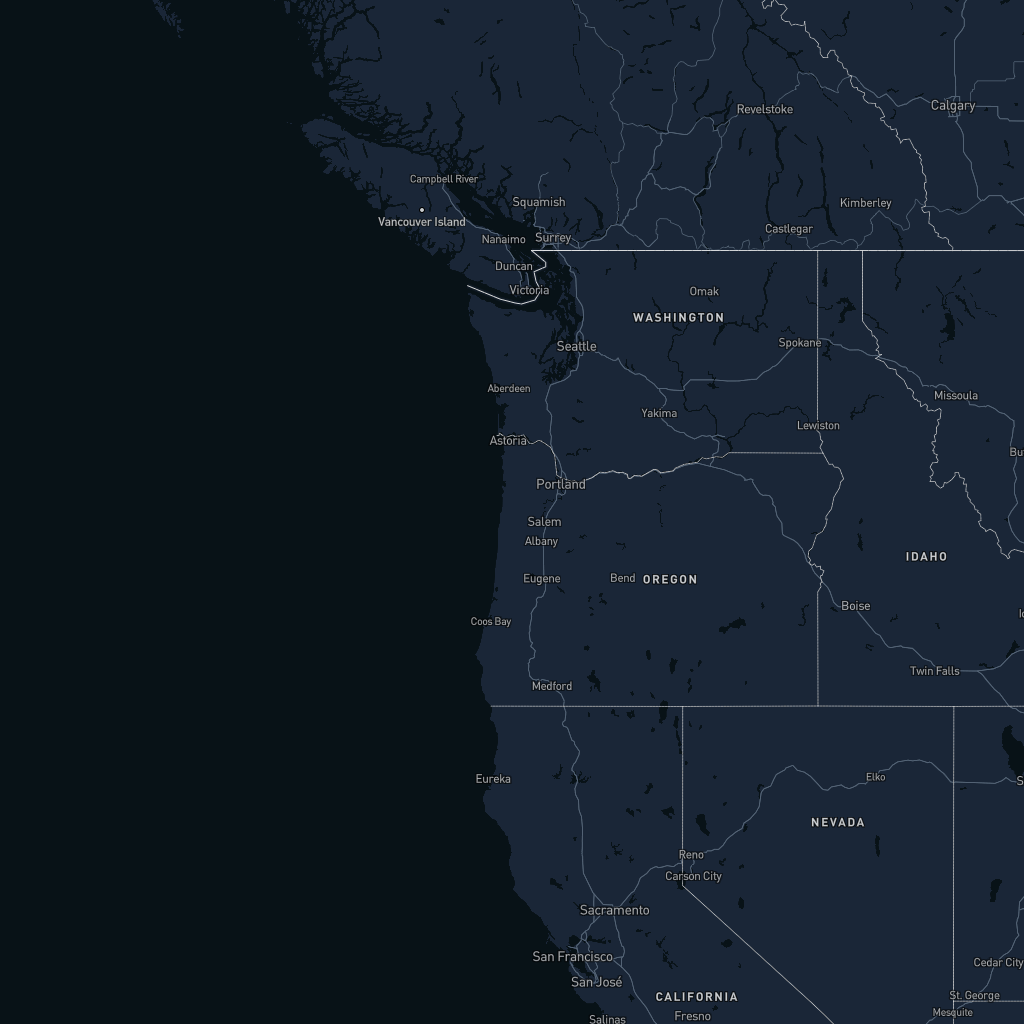 Calgary
Revelstoke
Campbell River
Squamish
Kimberley
Vancouver Island
Castlegar
Nanaimo
Surrey
Duncan
Victoria
Omak
WASHINGTON
Spokane
Seattle
Aberdeen
Missoula
Yakima
Lewiston
Astoria
Bu
Portland
Salem
Albany
IDAHO
Eugene
Bend
OREGON
Boise
Id
Coos Bay
Twin Falls
Medford
Eureka
Elko
S
NEVADA
Reno
Carson City
Sacramento
San Francisco
Cedar City
San José
St. George
CALIFORNIA
Mesquite
Fresno
Salinas